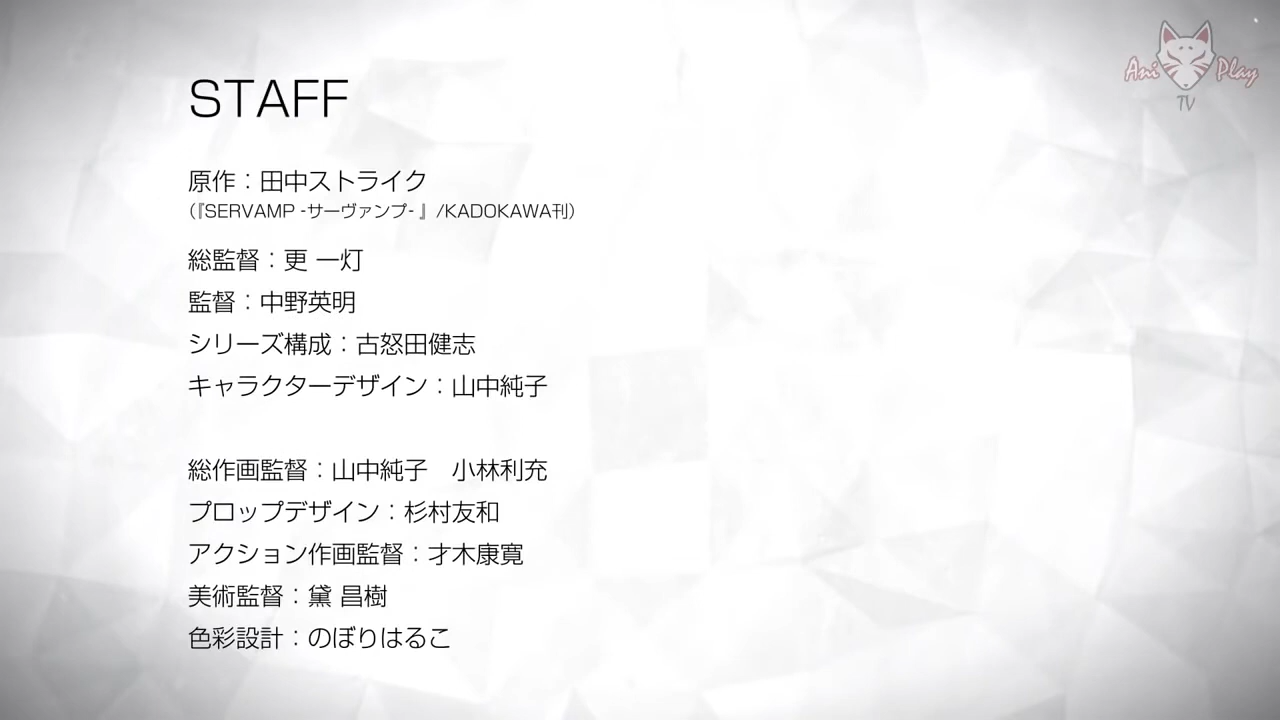 STAFF
Ani Play
TV
原作：田中ストライク
（『SERVAMP -サーヴァンプ- 』/KADOKAWA刊）
総監督：更 一灯
監督：中野英明
シリーズ構成：古怒田健志
キャラクターデザイン：山中純子
総作画監督：山中純子　小林利充
プロップデザイン：杉村友和
アクション作画監督：才木康寛
美術監督：黛 昌樹
色彩設計：のぼりはるこ